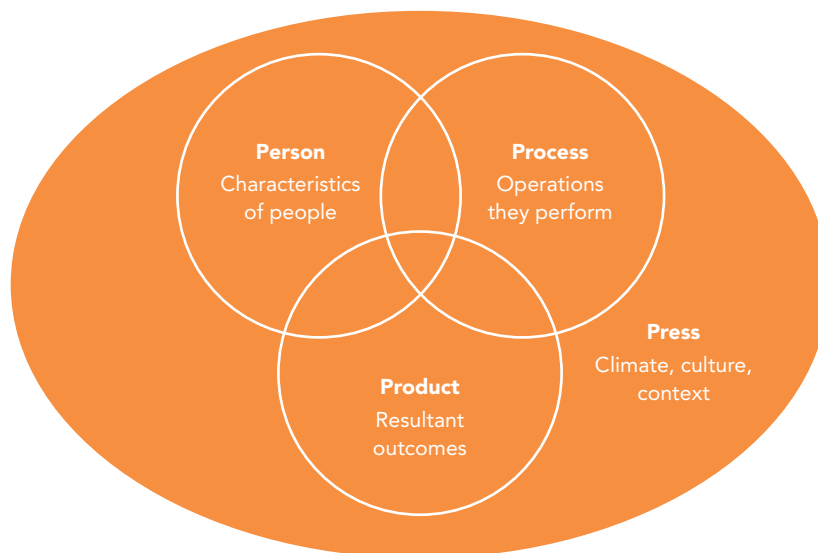 Person
Characteristics
of people
Process
Operations
they perform
Press
Climate, culture,
context
Product
Resultant
outcomes